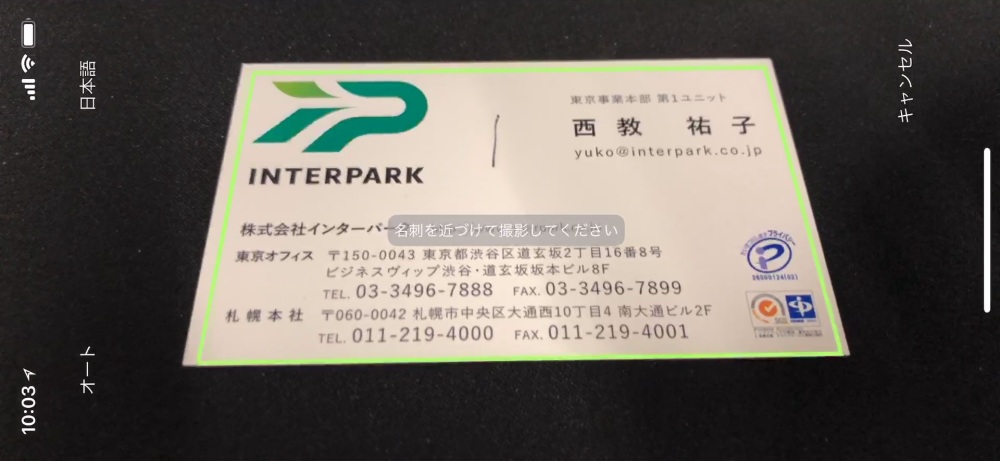 10:03
日本語
オート
キャンセル
INTERPARK
東京事業本部 第1ユニット
西教 祐子
yuko@interpark.co.jp
株式会社インターパーク
名刺を近づけて撮影してください
東京オフィス 〒150-0043 東京都渋谷区道玄坂2丁目16番8号
ビジネスヴィップ渋谷・道玄坂坂本ビル8F
TEL. 03-3496-7888 FAX. 03-3496-7899
札幌本社 〒060-0042 札幌市中央区大通西10丁目4 南大通ビル2F
TEL. 011-219-4000 FAX. 011-219-4001